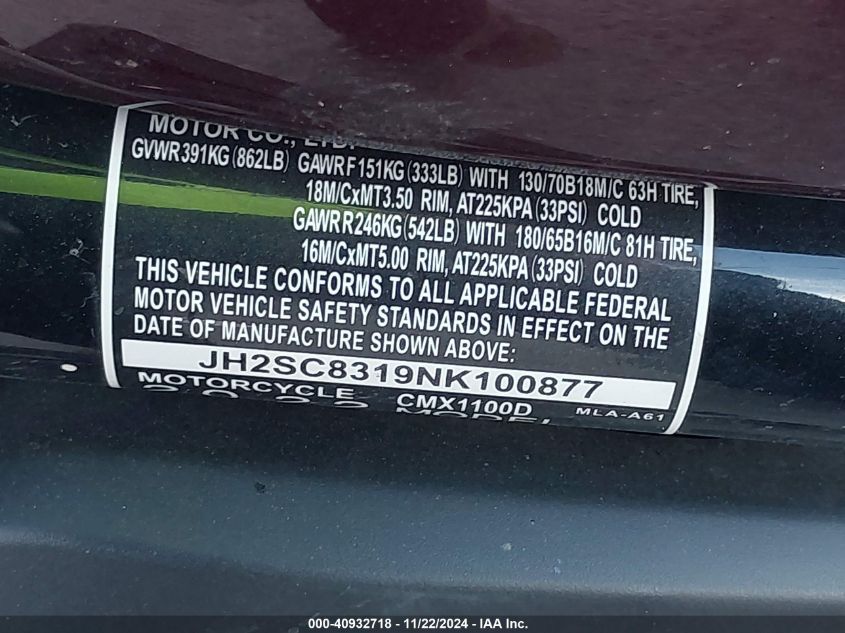 MOTOR CO., LTD.
GVWR391KG(862LB) GAWRF151KG(333LB) WITH 130/70B18M/C 63H TIRE,
18M/CxMT3.50 RIM, AT225KPA(33PSI) COLD
GAWRR246KG(542LB) WITH 180/65B16M/C 81H TIRE,
16M/CxMT5.00 RIM, AT225KPA(33PSI) COLD
THIS VEHICLE CONFORMS TO ALL APPLICABLE FEDERAL
MOTOR VEHICLE SAFETY STANDARDS IN EFFECT ON THE
DATE OF MANUFACTURE SHOWN ABOVE:
JH2SC8319NK100877
MOTORCYCLE CMX1100D MLA-A61
2022 MODEL
000-40932718 - 11/22/2024 - IAA Inc.